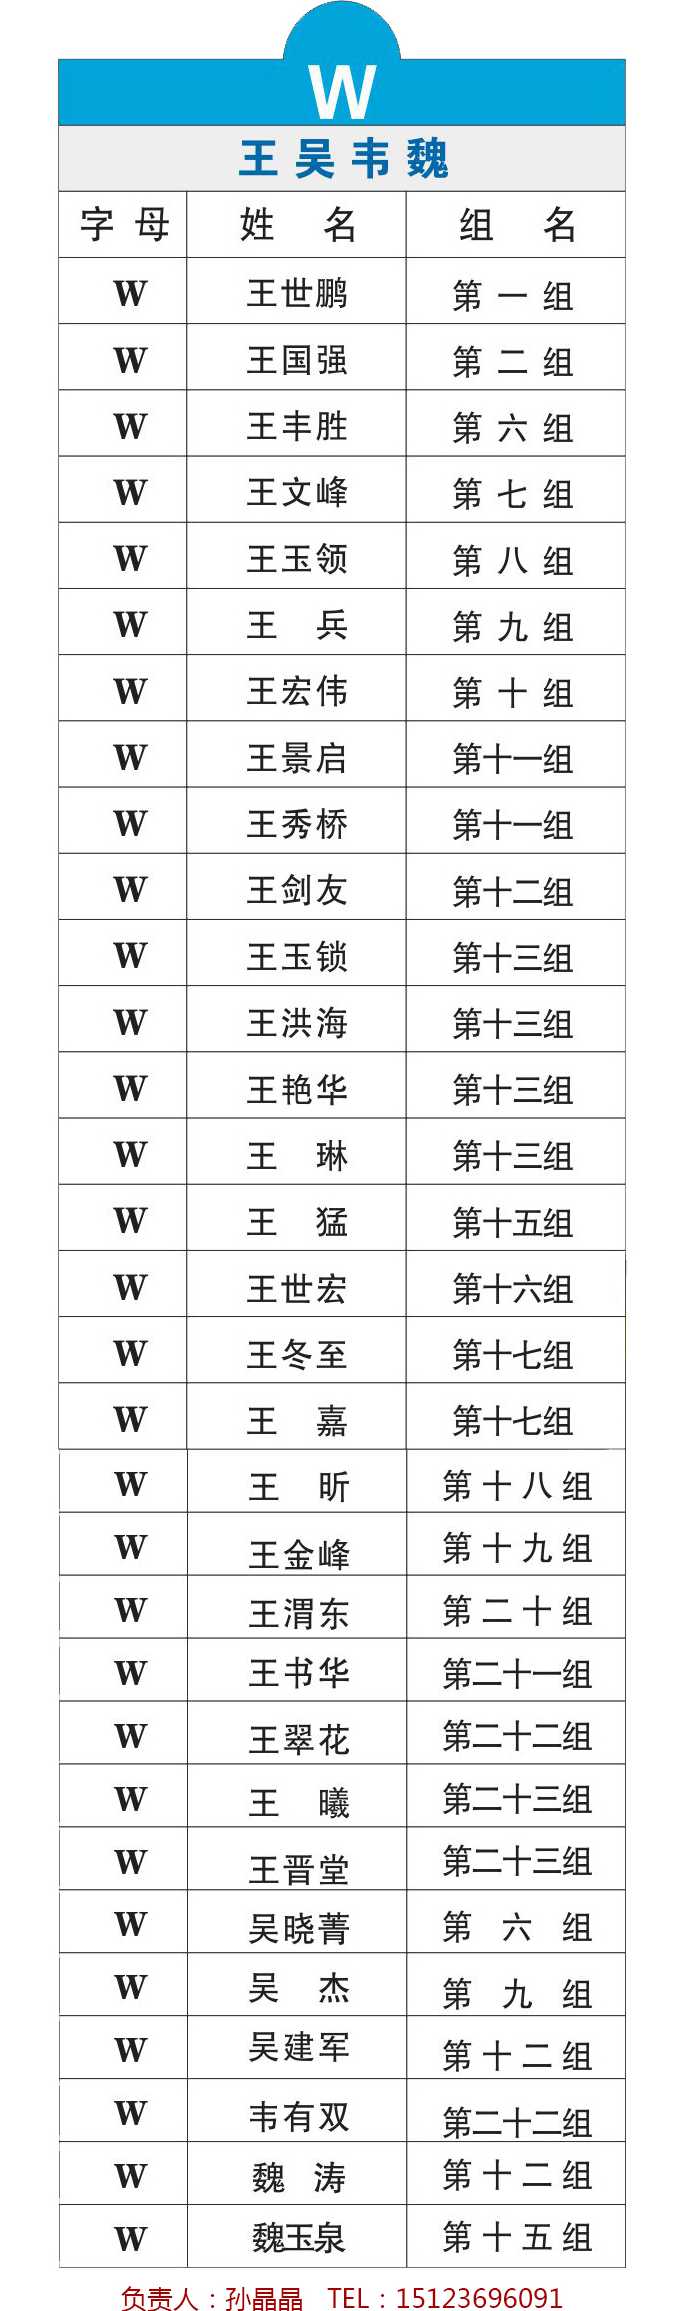 W
王吴韦魏
字母 姓名 组名
W 王世鹏 第一组
W 王国强 第二组
W 王丰胜 第六组
W 王文峰 第七组
W 王玉领 第八组
W 王兵 第九组
W 王宏伟 第十组
W 王景启 第十一组
W 王秀桥 第十一组
W 王剑友 第十二组
W 王玉锁 第十三组
W 王洪海 第十三组
W 王艳华 第十三组
W 王琳 第十三组
W 王猛 第十五组
W 王世宏 第十六组
W 王冬至 第十七组
W 王嘉 第十七组
W 王昕 第十八组
W 王金峰 第十九组
W 王渭东 第二十组
W 王书华 第二十一组
W 王翠花 第二十二组
W 王曦 第二十三组
W 王晋堂 第二十三组
W 吴晓菁 第六组
W 吴杰 第九组
W 吴建军 第十二组
W 韦有双 第二十二组
W 魏涛 第十二组
W 魏玉泉 第十五组
负责人：孙晶晶 TEL：15123696091